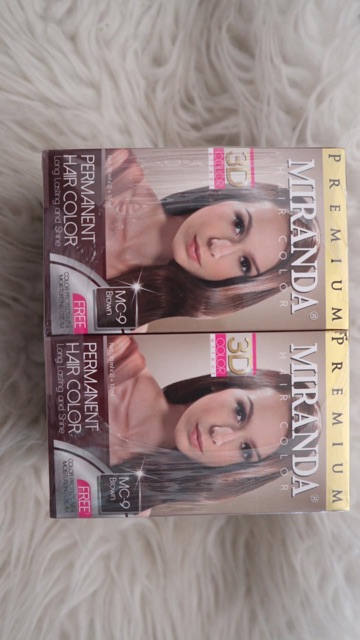 PREMIUM
MIRANDA®
HAIR COLOR
3D
COLOR
MC-9
Brown
PERMANENT
HAIR COLOR
Long Lasting and Shine
FREE
PREMIUM
MIRANDA®
HAIR COLOR
3D
COLOR
MC-9
Brown
PERMANENT
HAIR COLOR
Long Lasting and Shine
FREE